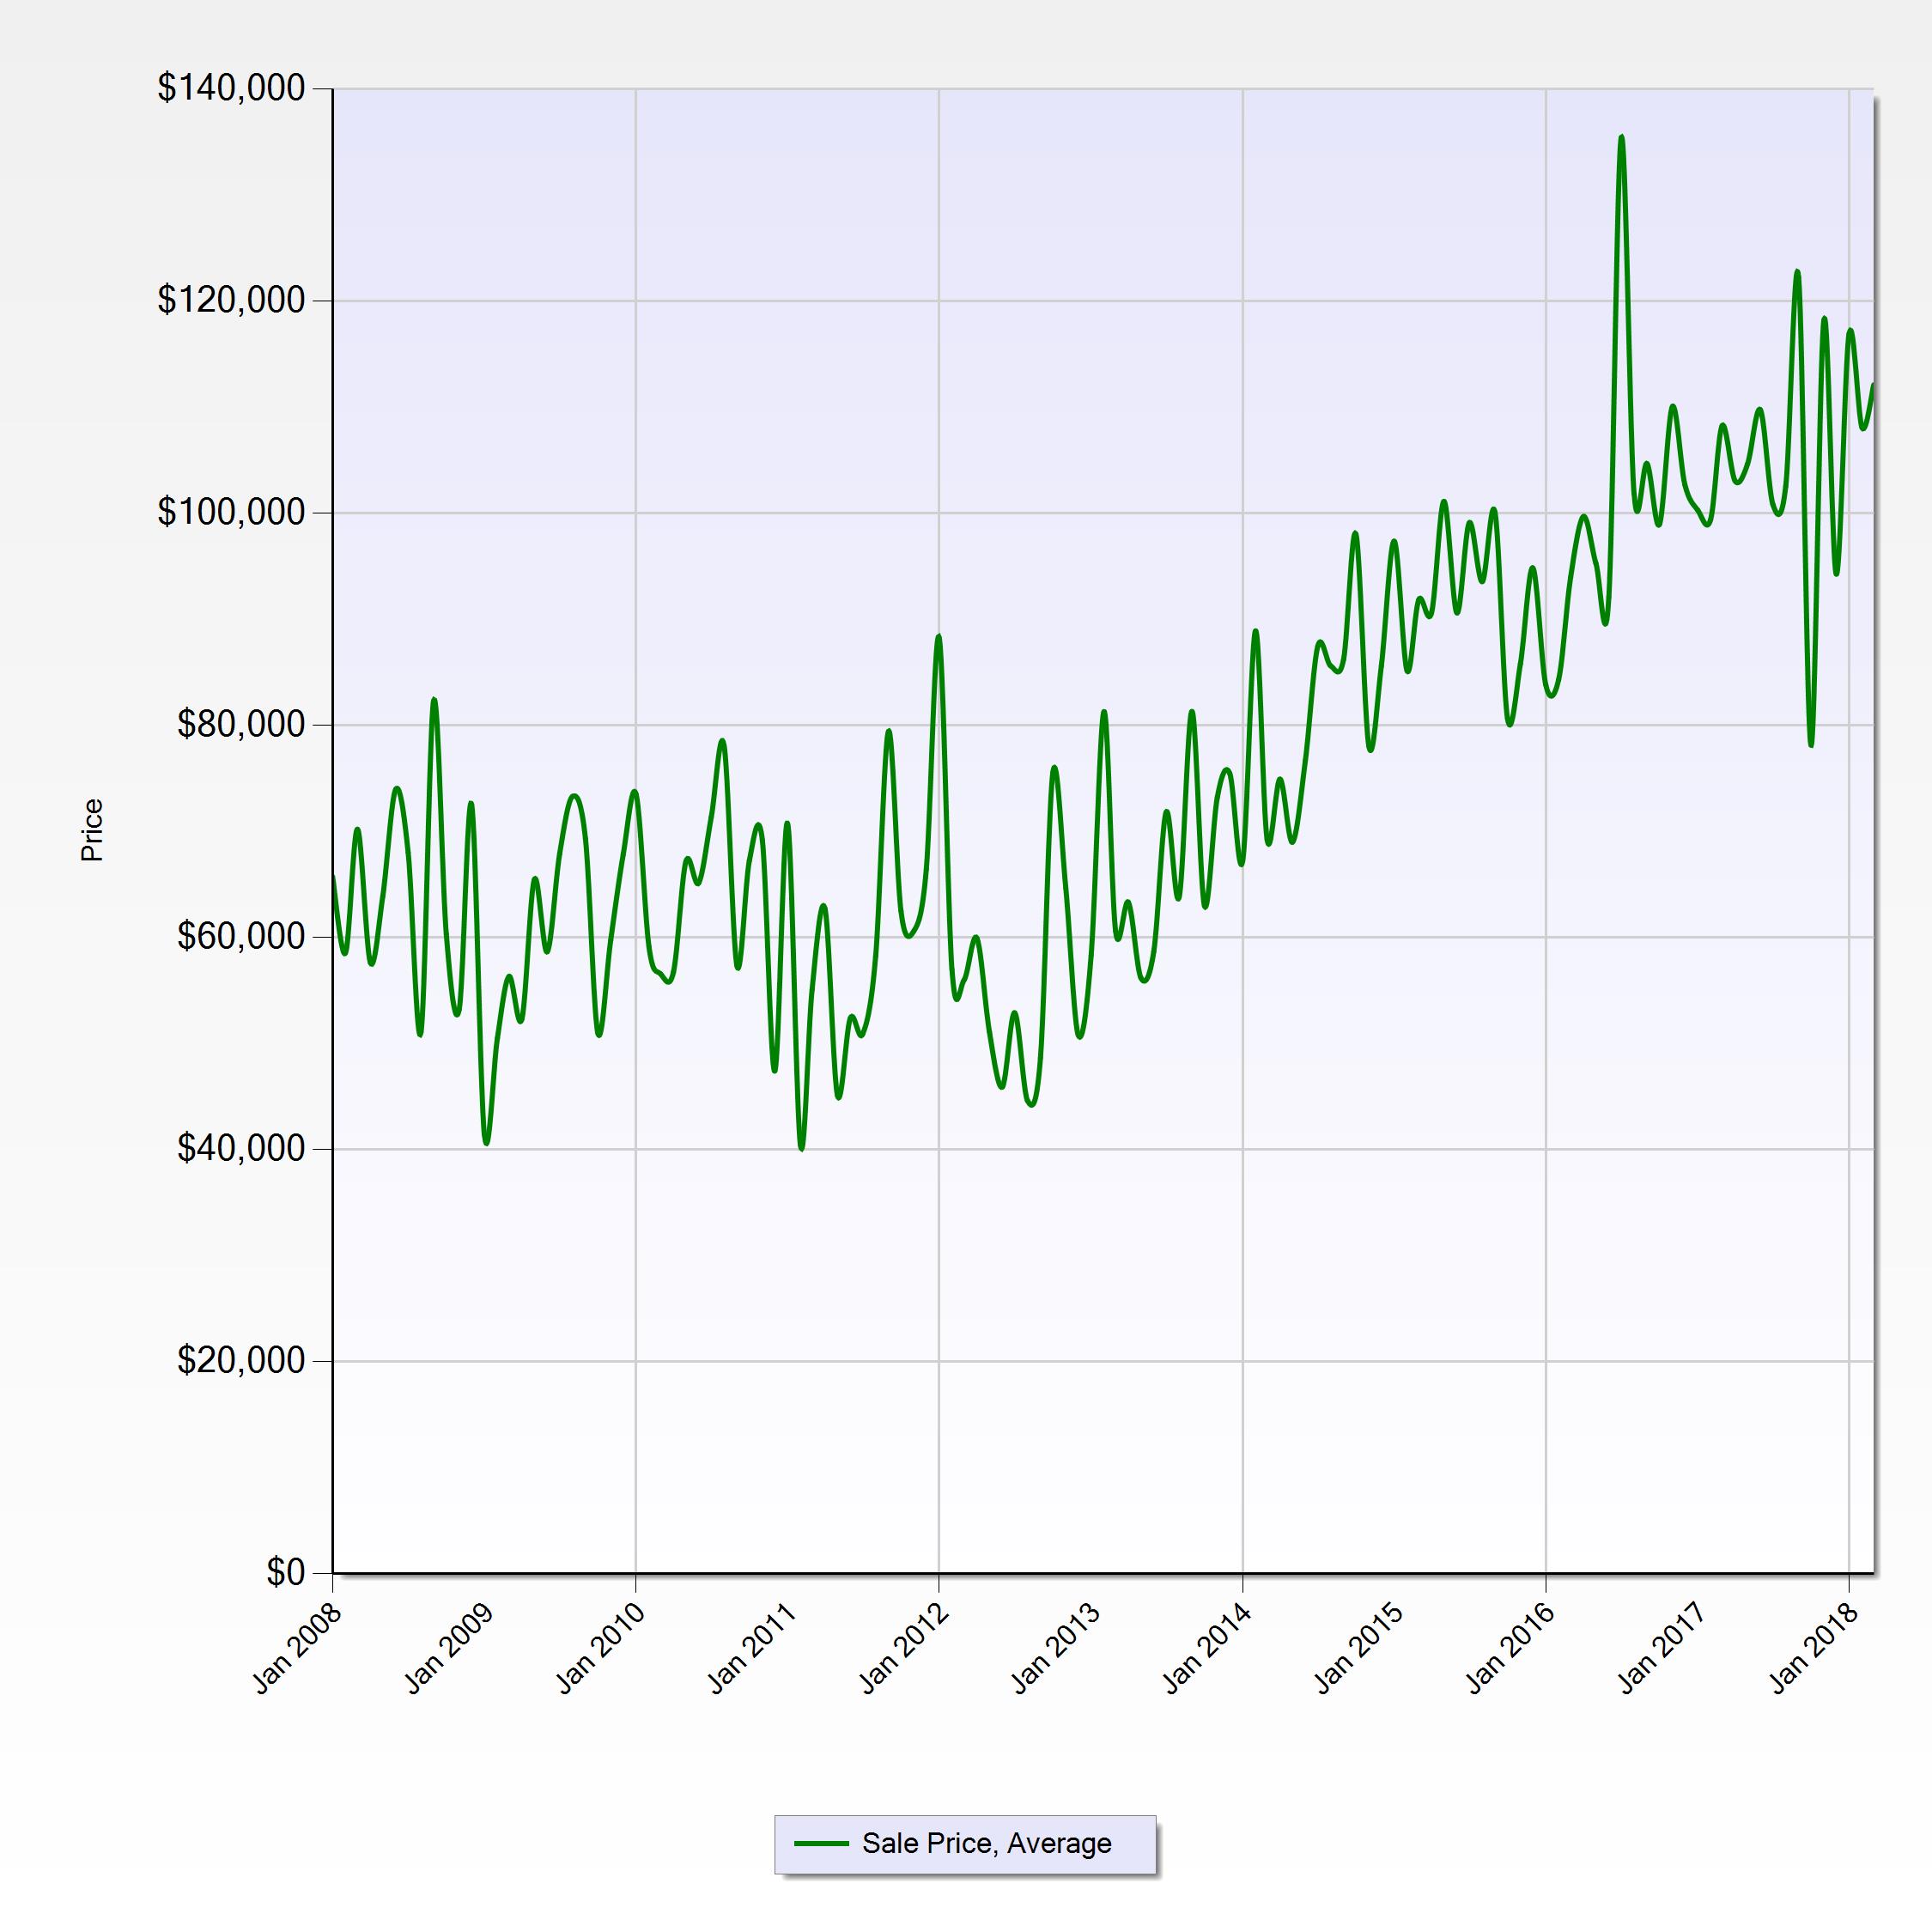 $140,000
$120,000
$100,000
$80,000
$60,000
$40,000
$20,000
$0
Price
Jan 2008
Jan 2009
Jan 2010
Jan 2011
Jan 2012
Jan 2013
Jan 2014
Jan 2015
Jan 2016
Jan 2017
Jan 2018
Sale Price, Average